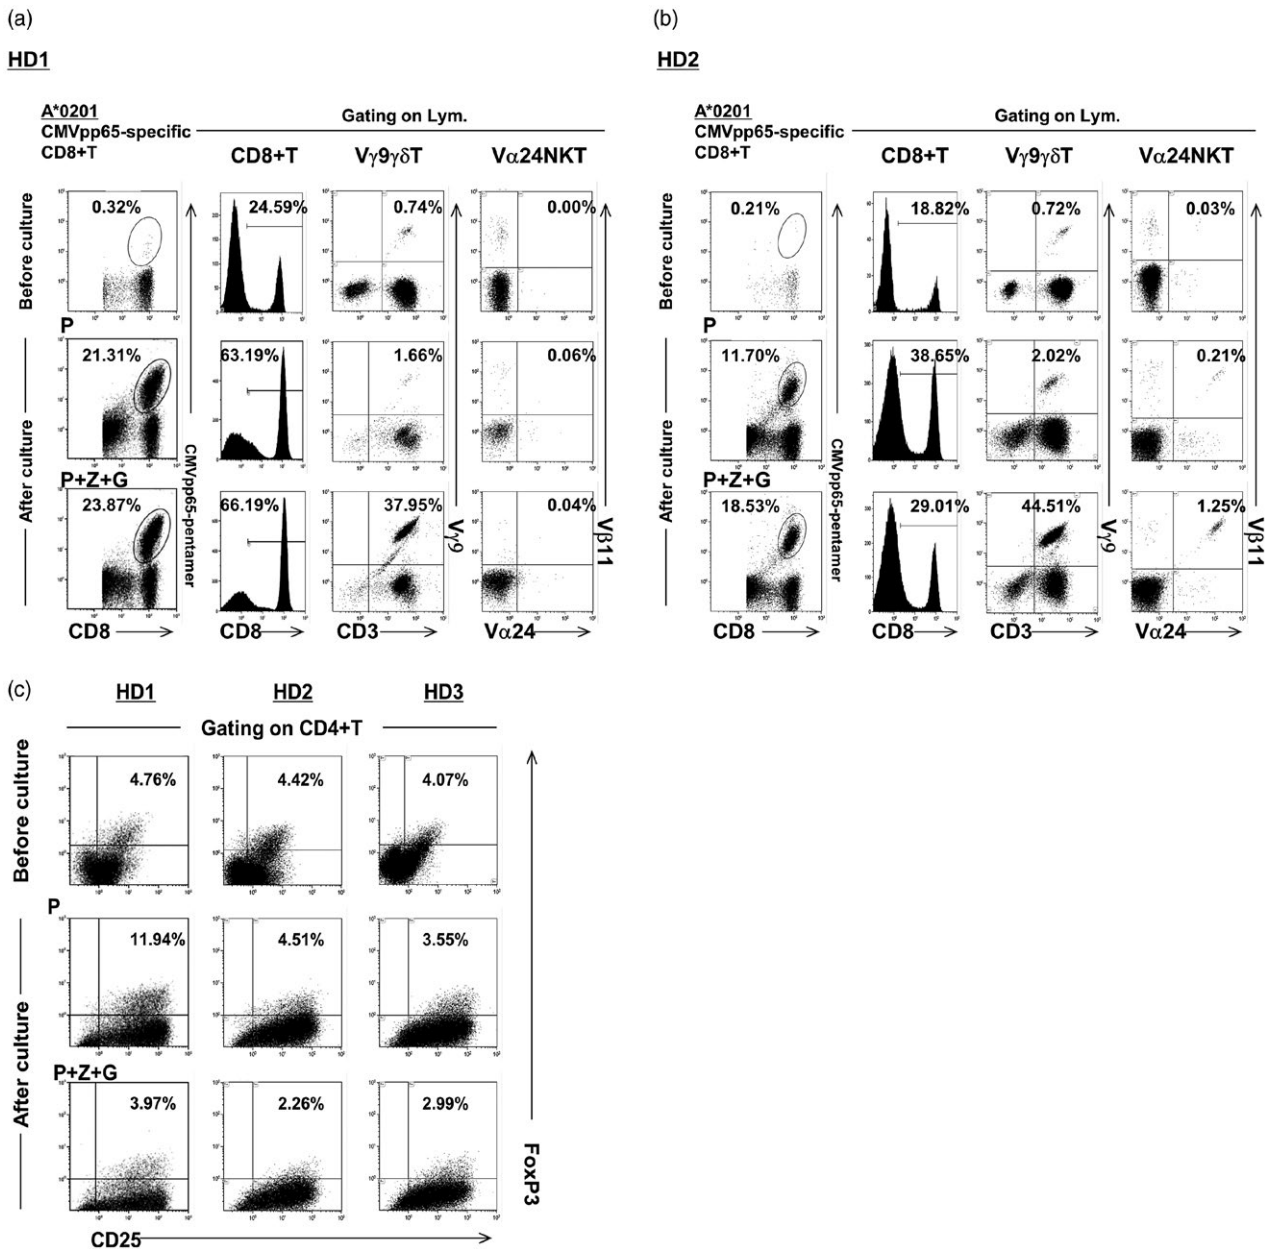 (a)
HD1
A*0201
CMVpp65-specific
CD8+T
Gating on Lym.
CD8+T
Vγ9γδT
Vα24NKT
Before culture
0.32%
24.59%
0.74%
0.00%
P
After culture
21.31%
63.19%
1.66%
0.06%
P+Z+G
23.87%
66.19%
37.95%
0.04%
CMVpp65-pentamer
Vγ9
Vβ11
CD8
CD8
CD3
Vα24
(b)
HD2
A*0201
CMVpp65-specific
CD8+T
Gating on Lym.
CD8+T
Vγ9γδT
Vα24NKT
Before culture
0.21%
18.82%
0.72%
0.03%
P
After culture
11.70%
38.65%
2.02%
0.21%
P+Z+G
18.53%
29.01%
44.51%
1.25%
CMVpp65-pentamer
Vγ9
Vβ11
CD8
CD8
CD3
Vα24
(c)
HD1
HD2
HD3
Gating on CD4+T
Before culture
4.76%
4.42%
4.07%
P
After culture
11.94%
4.51%
3.55%
P+Z+G
3.97%
2.26%
2.99%
FoxP3
CD25